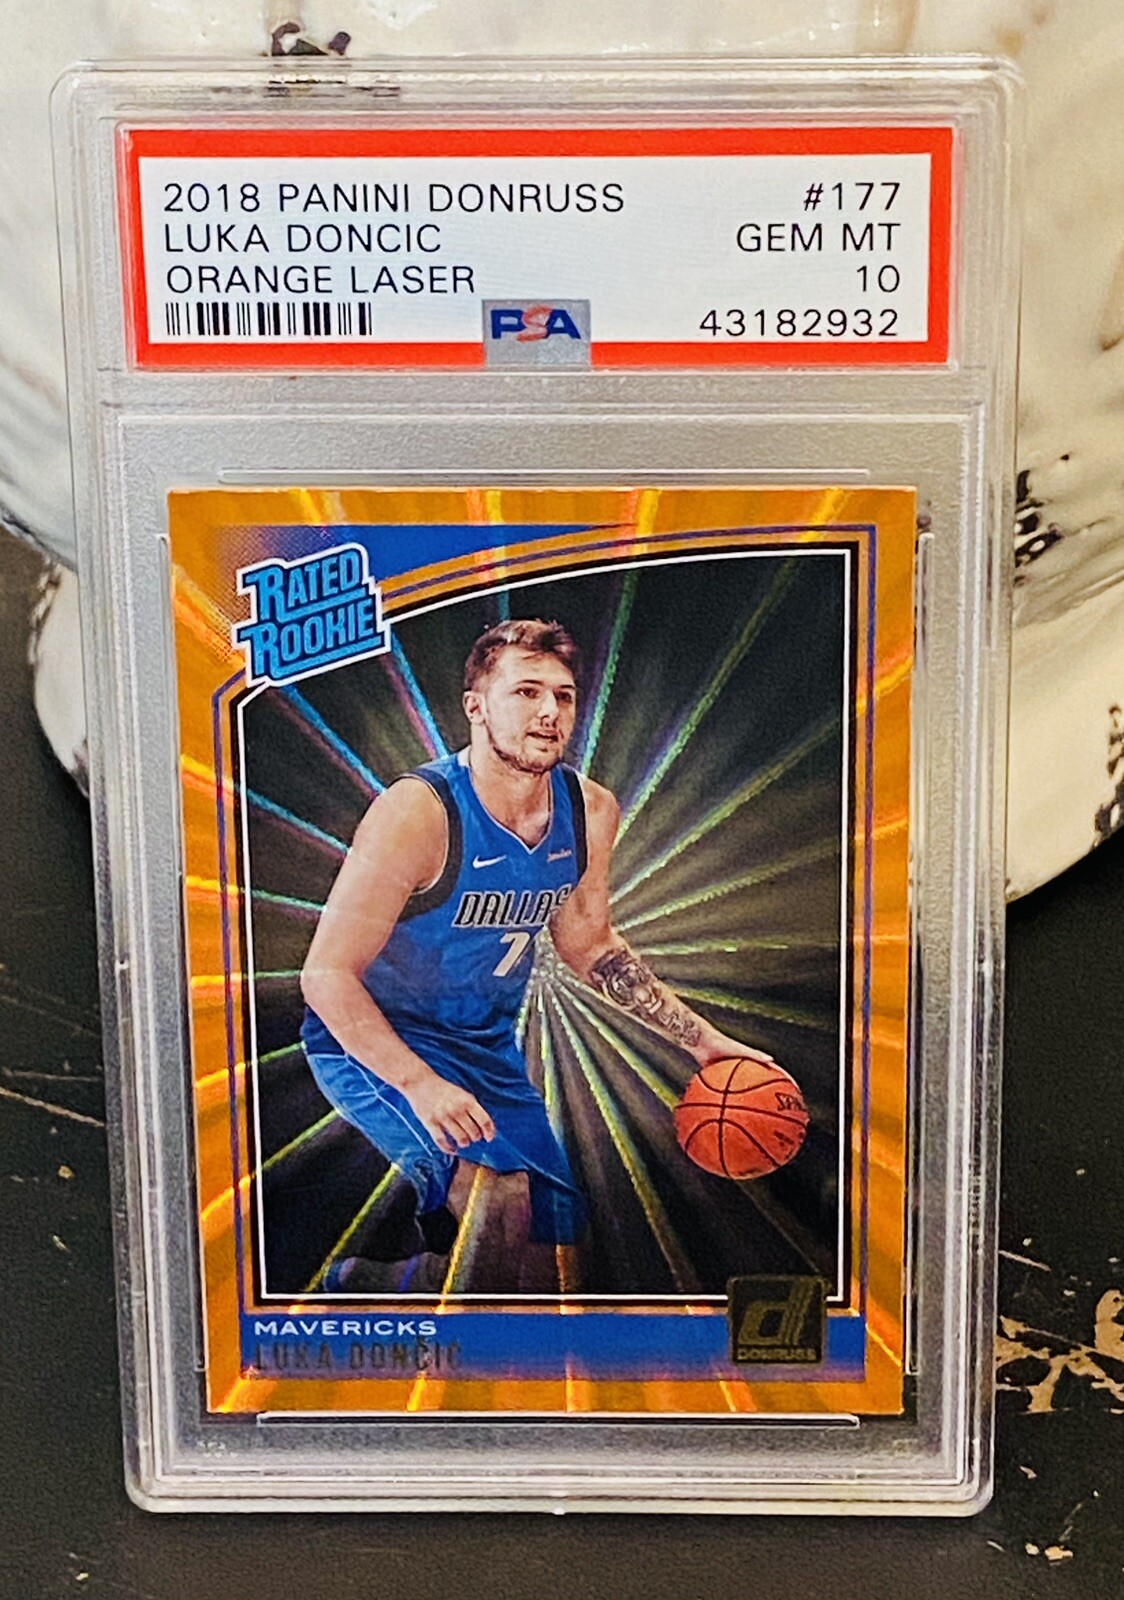 2018 PANINI DONRUSS #177
LUKA DONCIC GEM MT
ORANGE LASER 10
PSA 43182932
RATED
ROOKIE
DALLAS
7
MAVERICKS
LUKA DONČIĆ
d
DONRUSS